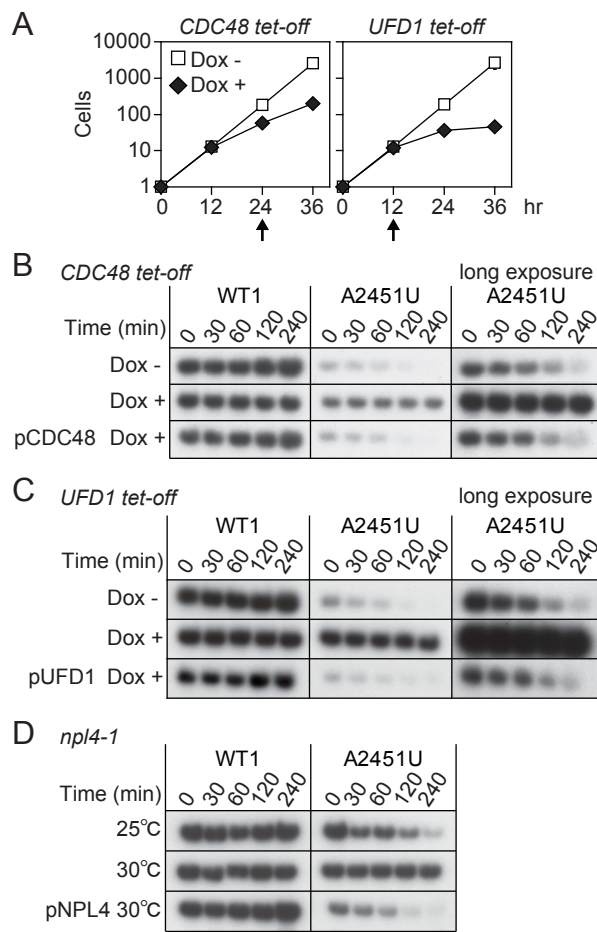 A
CDC48 tet-off UFD1 tet-off
10000
1000
100
10
1
Cells
Dox -
Dox +
0 12 24 36 0 12 24 36 hr
B CDC48 tet-off long exposure
WT1 A2451U A2451U
Time (min) 0 30 60 120 240 0 30 60 120 240 0 30 60 120 240
Dox -
Dox +
pCDC48 Dox +
C UFD1 tet-off long exposure
WT1 A2451U A2451U
Time (min) 0 30 60 120 240 0 30 60 120 240 0 30 60 120 240
Dox -
Dox +
pUFD1 Dox +
D npl4-1
WT1 A2451U
Time (min) 0 30 60 120 240 0 30 60 120 240
25°C
30°C
pNPL4 30°C